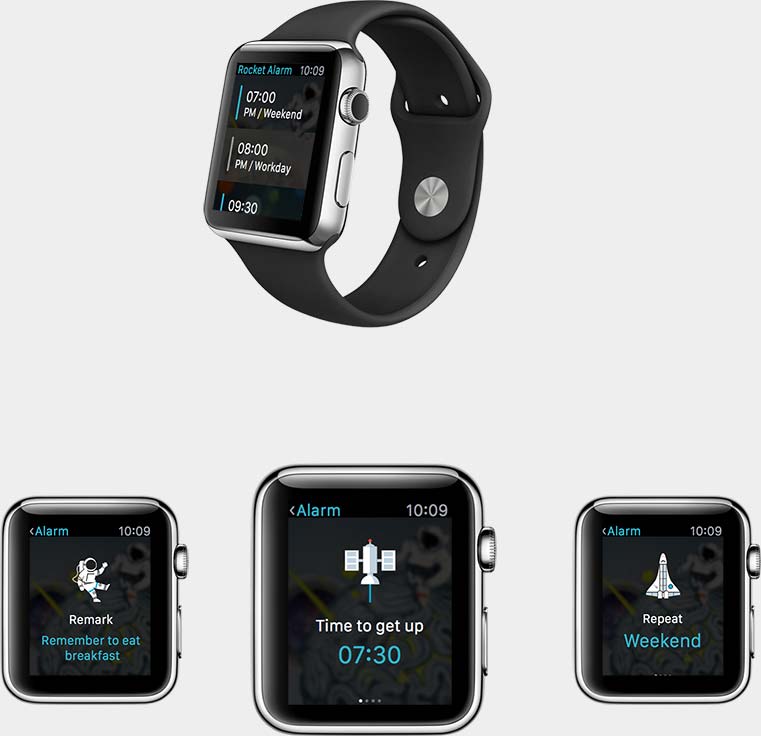 Rocket Alarm 10:09
07:00
PM / Weekend
08:00
PM / Workday
09:30
‹Alarm 10:09
Remark
Remember to eat
breakfast
‹Alarm 10:09
Time to get up
07:30
‹Alarm 10:09
Repeat
Weekend